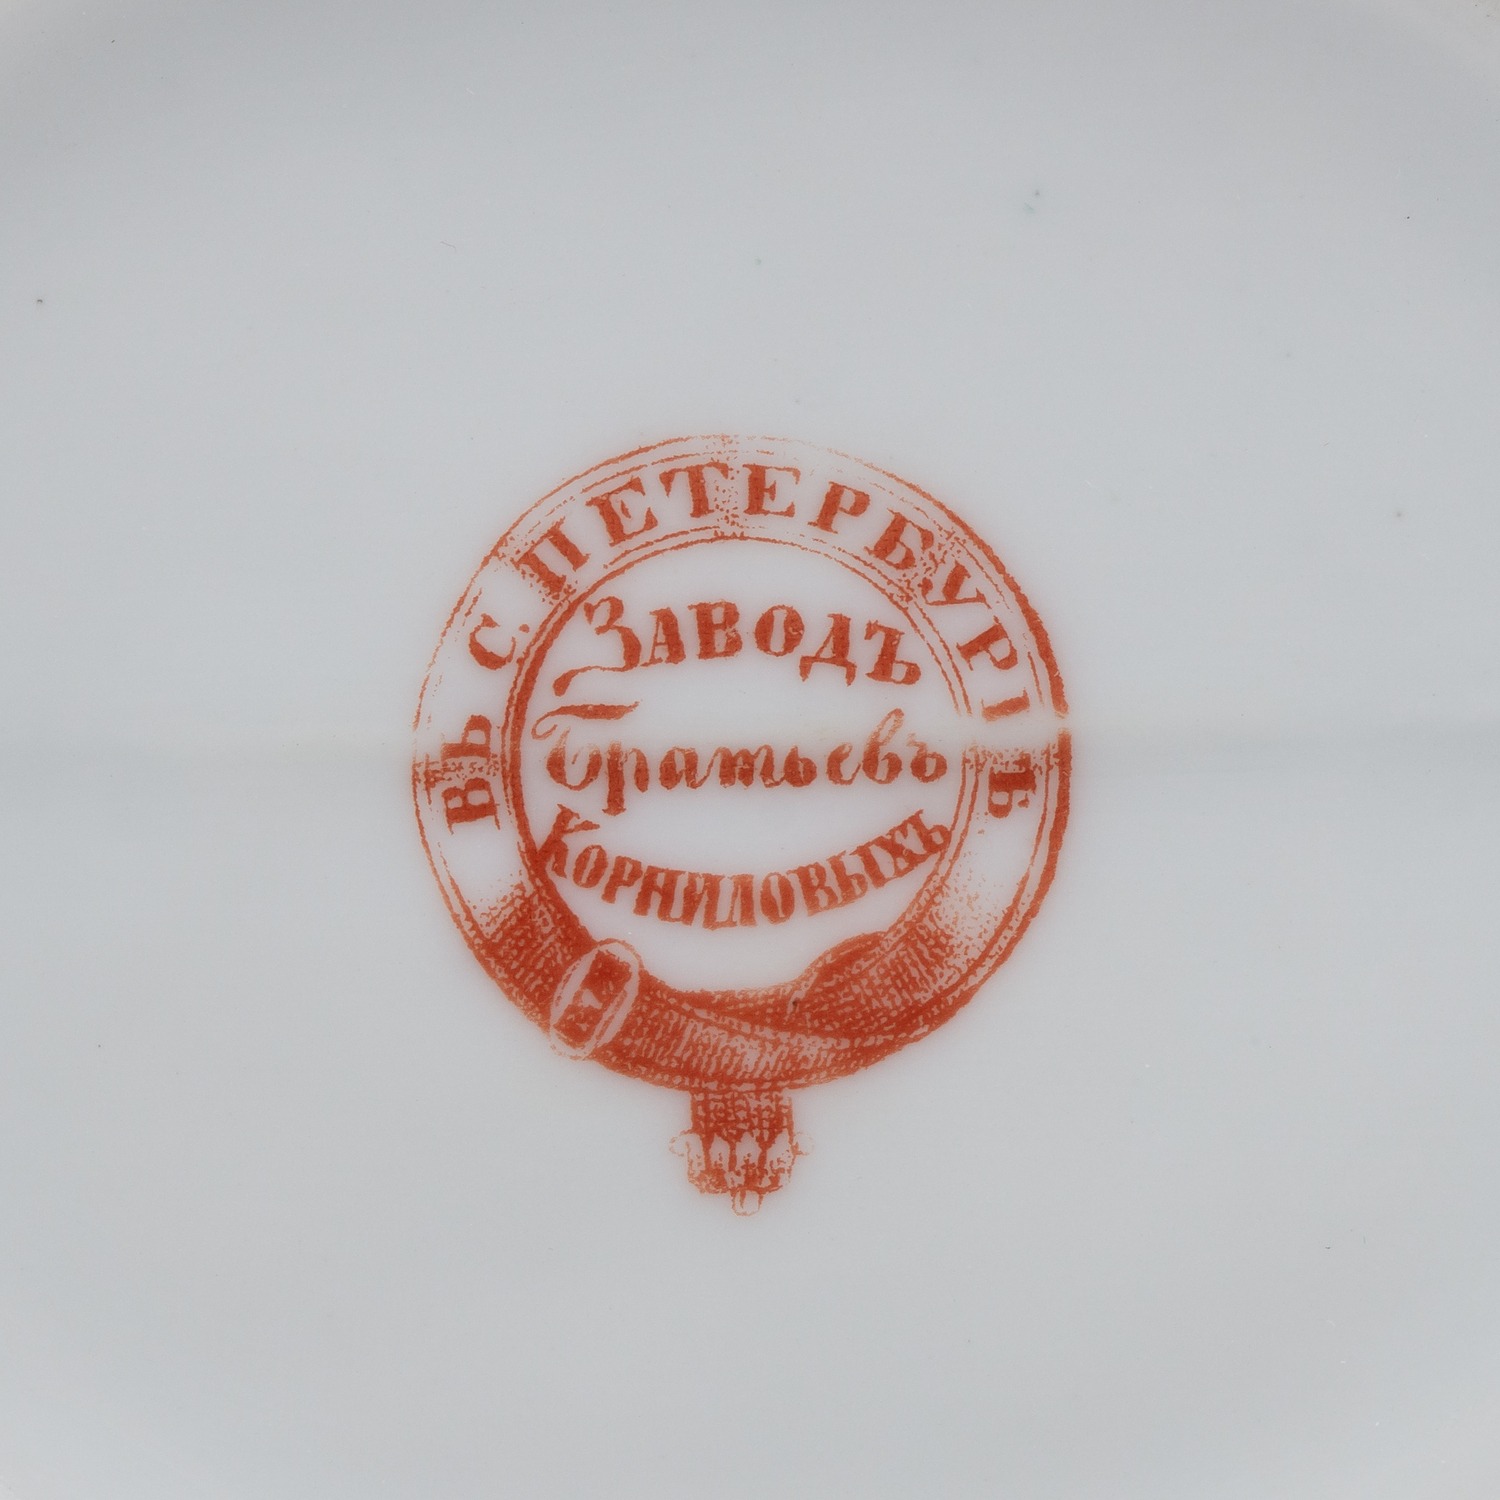 ВЪ С. ПЕТЕРБУРГѢ
ЗАВОДЪ
Братьевъ
КОРНИЛОВЫХЪ